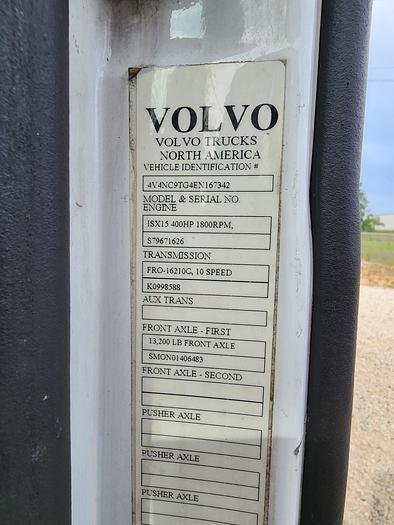 VOLVO
VOLVO TRUCKS
NORTH AMERICA
VEHICLE IDENTIFICATION #
4V4NC9TG4EN167342
MODEL & SERIAL NO.
ENGINE
ISX15 400HP 1800RPM,
S79671626
TRANSMISSION
FRO-16210C, 10 SPEED
K0998588
AUX TRANS
FRONT AXLE - FIRST
13,200 LB FRONT AXLE
SMON01406483
FRONT AXLE - SECOND
PUSHER AXLE
PUSHER AXLE
PUSHER AXLE